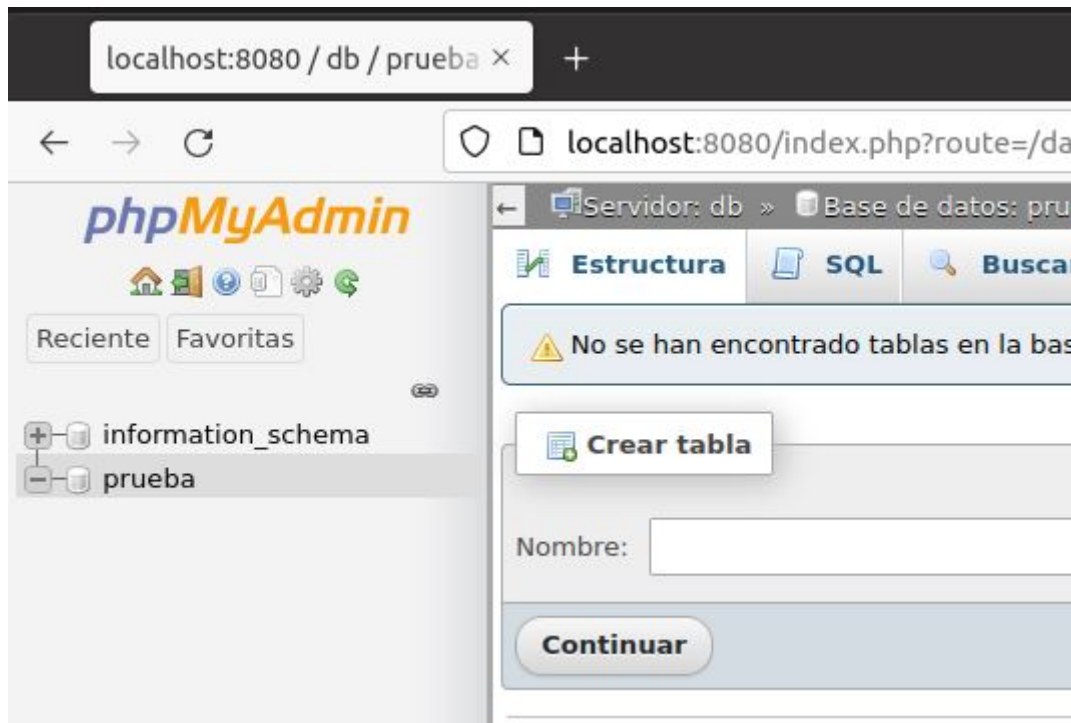 localhost:8080 / db / prueba
localhost:8080/index.php?route=/da
phpMyAdmin
Servidor: db » Base de datos: pru
Estructura SQL Busca
Reciente Favoritas
No se han encontrado tablas en la bas
information_schema
Crear tabla
prueba
Nombre:
Continuar